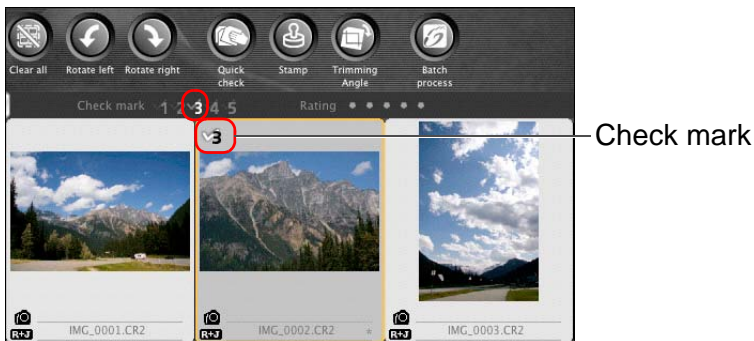 Clear all Rotate left Rotate right Quick check Stamp Trimming Angle Batch process
Check mark 1 2 3 4 5 Rating
3
Check mark
R+J IMG_0001.CR2 R+J IMG_0002.CR2 * R+J IMG_0003.CR2